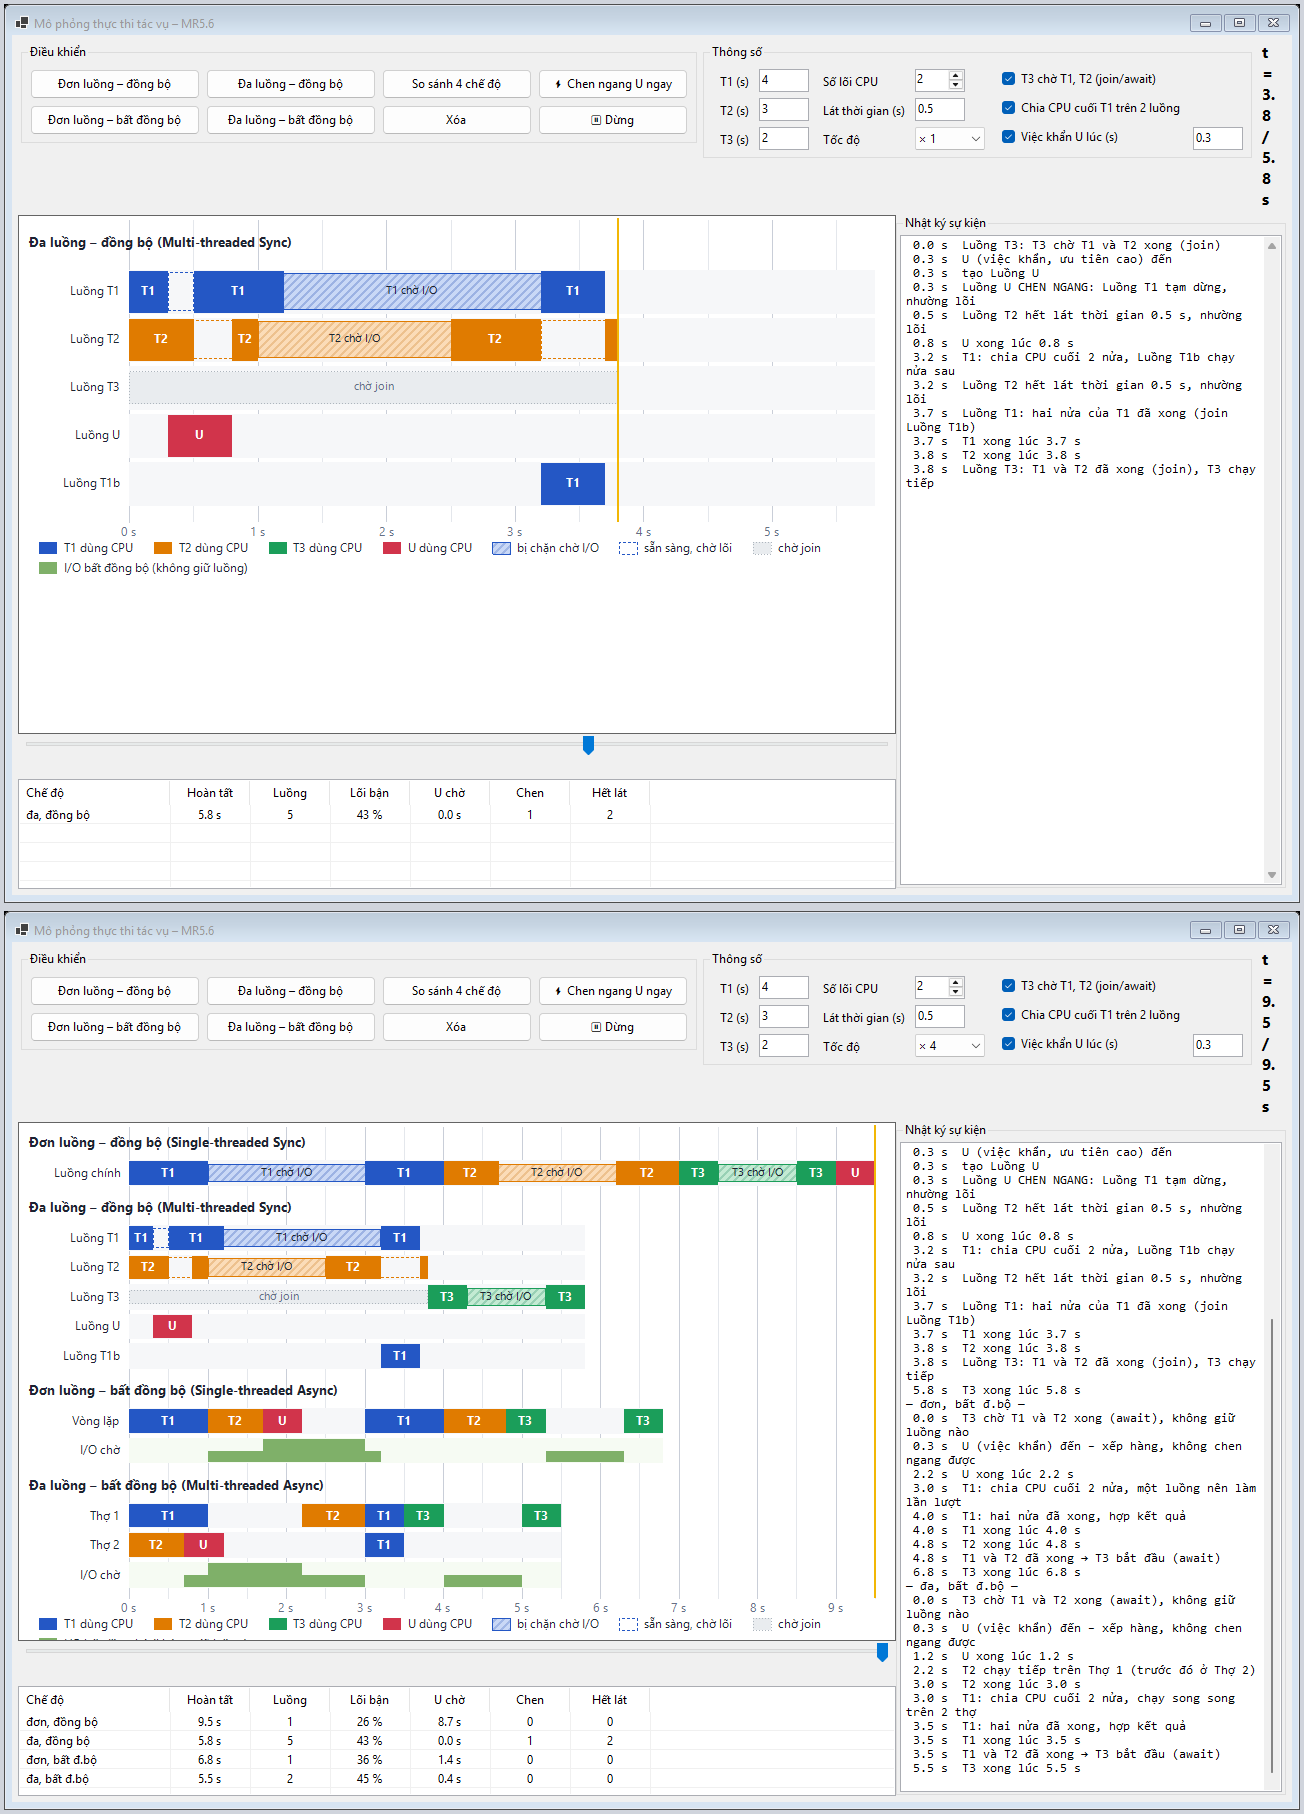 Mô phỏng thực thi tác vụ – MR5.6
Điều khiển
Đơn luồng – đồng bộ
Đa luồng – đồng bộ
So sánh 4 chế độ
Chen ngang U ngay
Đơn luồng – bất đồng bộ
Đa luồng – bất đồng bộ
Xóa
Dừng
Thông số
T1 (s) 4
Số lõi CPU 2
T3 chờ T1, T2 (join/await)
T2 (s) 3
Lát thời gian (s) 0.5
Chia CPU cuối T1 trên 2 luồng
T3 (s) 2
Tốc độ × 1
Việc khẩn U lúc (s) 0.3
t
=
3.
8
/
5.
8
s
Đa luồng – đồng bộ (Multi-threaded Sync)
Luồng T1 T1 T1 T1 chờ I/O T1
Luồng T2 T2 T2 T2 chờ I/O T2
Luồng T3 chờ join
Luồng U U
Luồng T1b T1
0 s 1 s 2 s 3 s 4 s 5 s
T1 dùng CPU T2 dùng CPU T3 dùng CPU U dùng CPU bị chặn chờ I/O sẵn sàng, chờ lõi chờ join
I/O bất đồng bộ (không giữ luồng)
Chế độ Hoàn tất Luồng Lõi bận U chờ Chen Hết lát
đa, đồng bộ 5.8 s 5 43 % 0.0 s 1 2
Nhật ký sự kiện
0.0 s Luồng T3: T3 chờ T1 và T2 xong (join)
0.3 s U (việc khẩn, ưu tiên cao) đến
0.3 s tạo Luồng U
0.3 s Luồng U CHEN NGANG: Luồng T1 tạm dừng,
nhường lõi
0.5 s Luồng T2 hết lát thời gian 0.5 s, nhường
lõi
0.8 s U xong lúc 0.8 s
3.2 s T1: chia CPU cuối 2 nửa, Luồng T1b chạy
nửa sau
3.2 s Luồng T2 hết lát thời gian 0.5 s, nhường
lõi
3.7 s Luồng T1: hai nửa của T1 đã xong (join
Luồng T1b)
3.7 s T1 xong lúc 3.7 s
3.8 s T2 xong lúc 3.8 s
3.8 s Luồng T3: T1 và T2 đã xong (join), T3 chạy
tiếp
Mô phỏng thực thi tác vụ – MR5.6
Điều khiển
Đơn luồng – đồng bộ
Đa luồng – đồng bộ
So sánh 4 chế độ
Chen ngang U ngay
Đơn luồng – bất đồng bộ
Đa luồng – bất đồng bộ
Xóa
Dừng
Thông số
T1 (s) 4
Số lõi CPU 2
T3 chờ T1, T2 (join/await)
T2 (s) 3
Lát thời gian (s) 0.5
Chia CPU cuối T1 trên 2 luồng
T3 (s) 2
Tốc độ × 4
Việc khẩn U lúc (s) 0.3
t
=
9.
5
/
9.
5
s
Đơn luồng – đồng bộ (Single-threaded Sync)
Luồng chính T1 T1 chờ I/O T1 T2 T2 chờ I/O T2 T3 T3 chờ I/O T3 U
Đa luồng – đồng bộ (Multi-threaded Sync)
Luồng T1 T1 T1 T1 chờ I/O T1
Luồng T2 T2 T2 chờ I/O T2
Luồng T3 chờ join T3 T3 chờ I/O T3
Luồng U U
Luồng T1b T1
Đơn luồng – bất đồng bộ (Single-threaded Async)
Vòng lặp T1 T2 U T1 T2 T3 T3
I/O chờ
Đa luồng – bất đồng bộ (Multi-threaded Async)
Thợ 1 T1 T2 T1 T3 T3
Thợ 2 T2 U T1
I/O chờ
0 s 1 s 2 s 3 s 4 s 5 s 6 s 7 s 8 s 9 s
T1 dùng CPU T2 dùng CPU T3 dùng CPU U dùng CPU bị chặn chờ I/O sẵn sàng, chờ lõi chờ join
Chế độ Hoàn tất Luồng Lõi bận U chờ Chen Hết lát
đơn, đồng bộ 9.5 s 1 26 % 8.7 s 0 0
đa, đồng bộ 5.8 s 5 43 % 0.0 s 1 2
đơn, bất đ.bộ 6.8 s 1 36 % 1.4 s 0 0
đa, bất đ.bộ 5.5 s 2 45 % 0.4 s 0 0
Nhật ký sự kiện
0.3 s U (việc khẩn, ưu tiên cao) đến
0.3 s tạo Luồng U
0.3 s Luồng U CHEN NGANG: Luồng T1 tạm dừng,
nhường lõi
0.5 s Luồng T2 hết lát thời gian 0.5 s, nhường
lõi
0.8 s U xong lúc 0.8 s
3.2 s T1: chia CPU cuối 2 nửa, Luồng T1b chạy
nửa sau
3.2 s Luồng T2 hết lát thời gian 0.5 s, nhường
lõi
3.7 s Luồng T1: hai nửa của T1 đã xong (join
Luồng T1b)
3.7 s T1 xong lúc 3.7 s
3.8 s T2 xong lúc 3.8 s
3.8 s Luồng T3: T1 và T2 đã xong (join), T3 chạy
tiếp
5.8 s T3 xong lúc 5.8 s
— đơn, bất đ.bộ —
0.0 s T3 chờ T1 và T2 xong (await), không giữ
luồng nào
0.3 s U (việc khẩn) đến – xếp hàng, không chen
ngang được
2.2 s U xong lúc 2.2 s
3.0 s T1: chia CPU cuối 2 nửa, một luồng nên làm
lần lượt
4.0 s T1: hai nửa đã xong, hợp kết quả
4.0 s T1 xong lúc 4.0 s
4.8 s T2 xong lúc 4.8 s
4.8 s T1 và T2 đã xong → T3 bắt đầu (await)
6.8 s T3 xong lúc 6.8 s
— đa, bất đ.bộ —
0.0 s T3 chờ T1 và T2 xong (await), không giữ
luồng nào
0.3 s U (việc khẩn) đến – xếp hàng, không chen
ngang được
1.2 s U xong lúc 1.2 s
2.2 s T2 chạy tiếp trên Thợ 1 (trước đó ở Thợ 2)
3.0 s T2 xong lúc 3.0 s
3.0 s T1: chia CPU cuối 2 nửa, chạy song song
trên 2 thợ
3.5 s T1: hai nửa đã xong, hợp kết quả
3.5 s T1 xong lúc 3.5 s
3.5 s T1 và T2 đã xong → T3 bắt đầu (await)
5.5 s T3 xong lúc 5.5 s